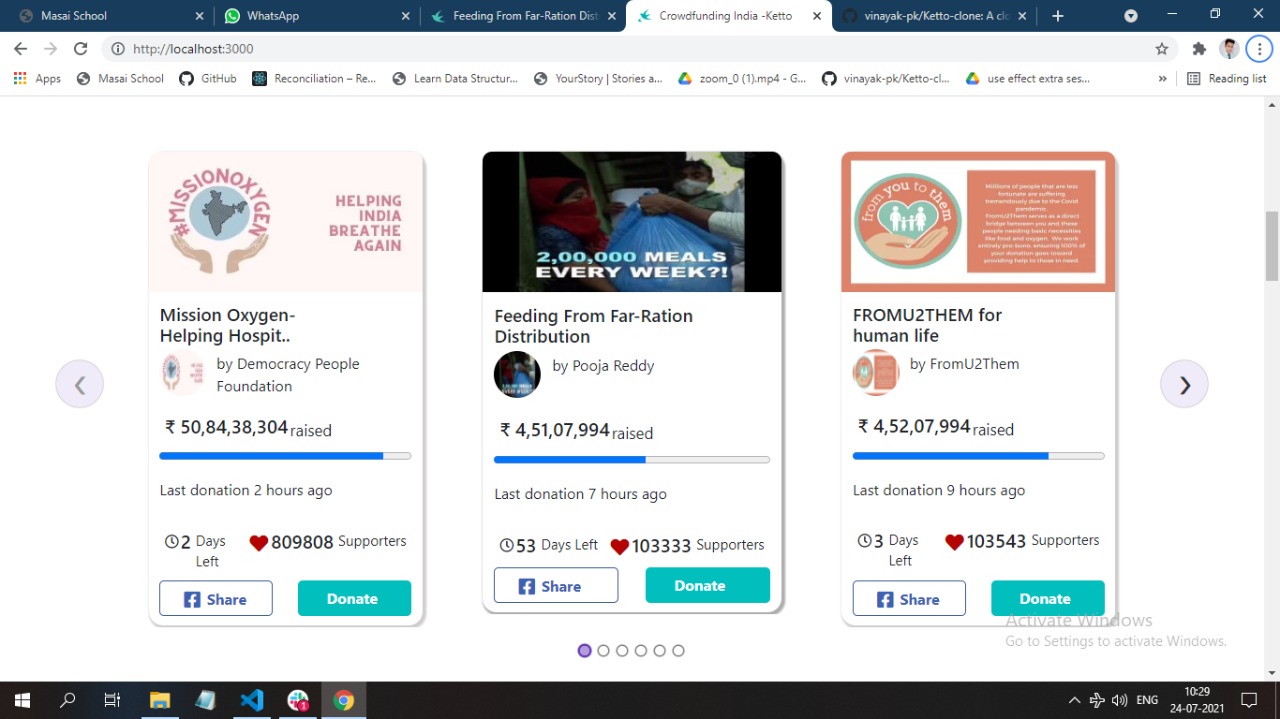 Masai School
WhatsApp
Feeding From Far-Ration Dist
Crowdfunding India -Ketto
vinayak-pk/Ketto-clone: A clo
http://localhost:3000
Apps
Masai School
GitHub
Reconciliation – Re...
Learn Data Structur...
YourStory | Stories a...
zoom_0 (1).mp4 - G...
vinayak-pk/Ketto-cl...
use effect extra ses...
»
Reading list
#MISSIONOXYGEN
HELPING
INDIA
BREATHE
AGAIN
Mission Oxygen-
Helping Hospit..
by Democracy People
Foundation
₹ 50,84,38,304 raised
Last donation 2 hours ago
2 Days
Left
809808 Supporters
Share
Donate
2,00,000 MEALS
EVERY WEEK?!
Feeding From Far-Ration
Distribution
by Pooja Reddy
₹ 4,51,07,994 raised
Last donation 7 hours ago
53 Days Left
103333 Supporters
Share
Donate
from you to them
Millions of people that are less
fortunate are suffering
tremendously due to the Covid
pandemic.
FromU2Them serves as a direct
bridge between you and these
people needing basic necessities
like food and oxygen. We work
entirely pro-bono, ensuring 100% of
your donation goes toward
providing help to those in need.
FROMU2THEM for
human life
by FromU2Them
₹ 4,52,07,994 raised
Last donation 9 hours ago
3 Days
Left
103543 Supporters
Share
Donate
Activate Windows
Go to Settings to activate Windows.
1
ENG
10:29
24-07-2021